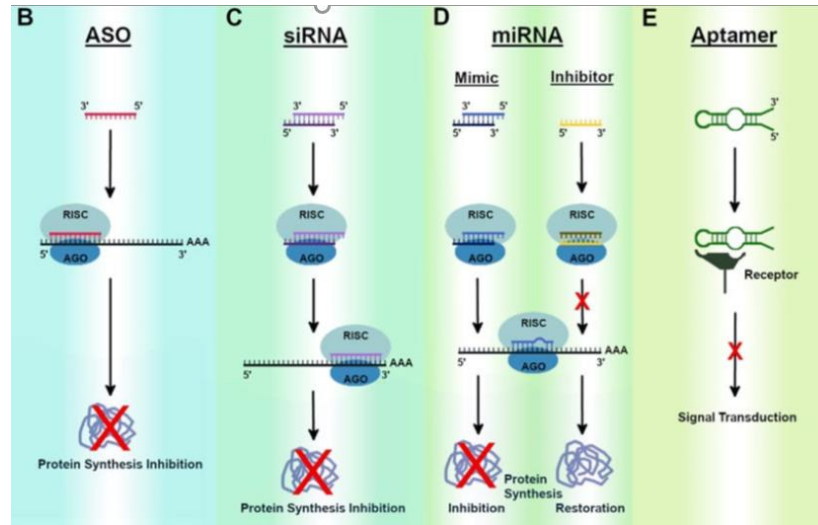 B
ASO
3' 5'
RISC
AGO
5' 3' AAA
Protein Synthesis Inhibition
C
siRNA
3' 5'
5' 3'
RISC
AGO
RISC
AGO
5' 3' AAA
Protein Synthesis Inhibition
D
miRNA
Mimic
Inhibitor
3' 5'
5' 3'
5' 3'
RISC
AGO
RISC
AGO
RISC
AGO
5' 3' AAA
Protein
Synthesis
Inhibition
Restoration
E
Aptamer
3'
5'
Receptor
Signal Transduction